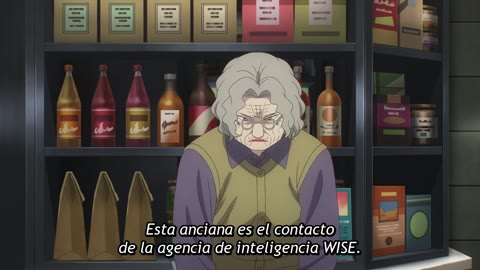 Esta anciana es el contacto
de la agencia de inteligencia WISE.